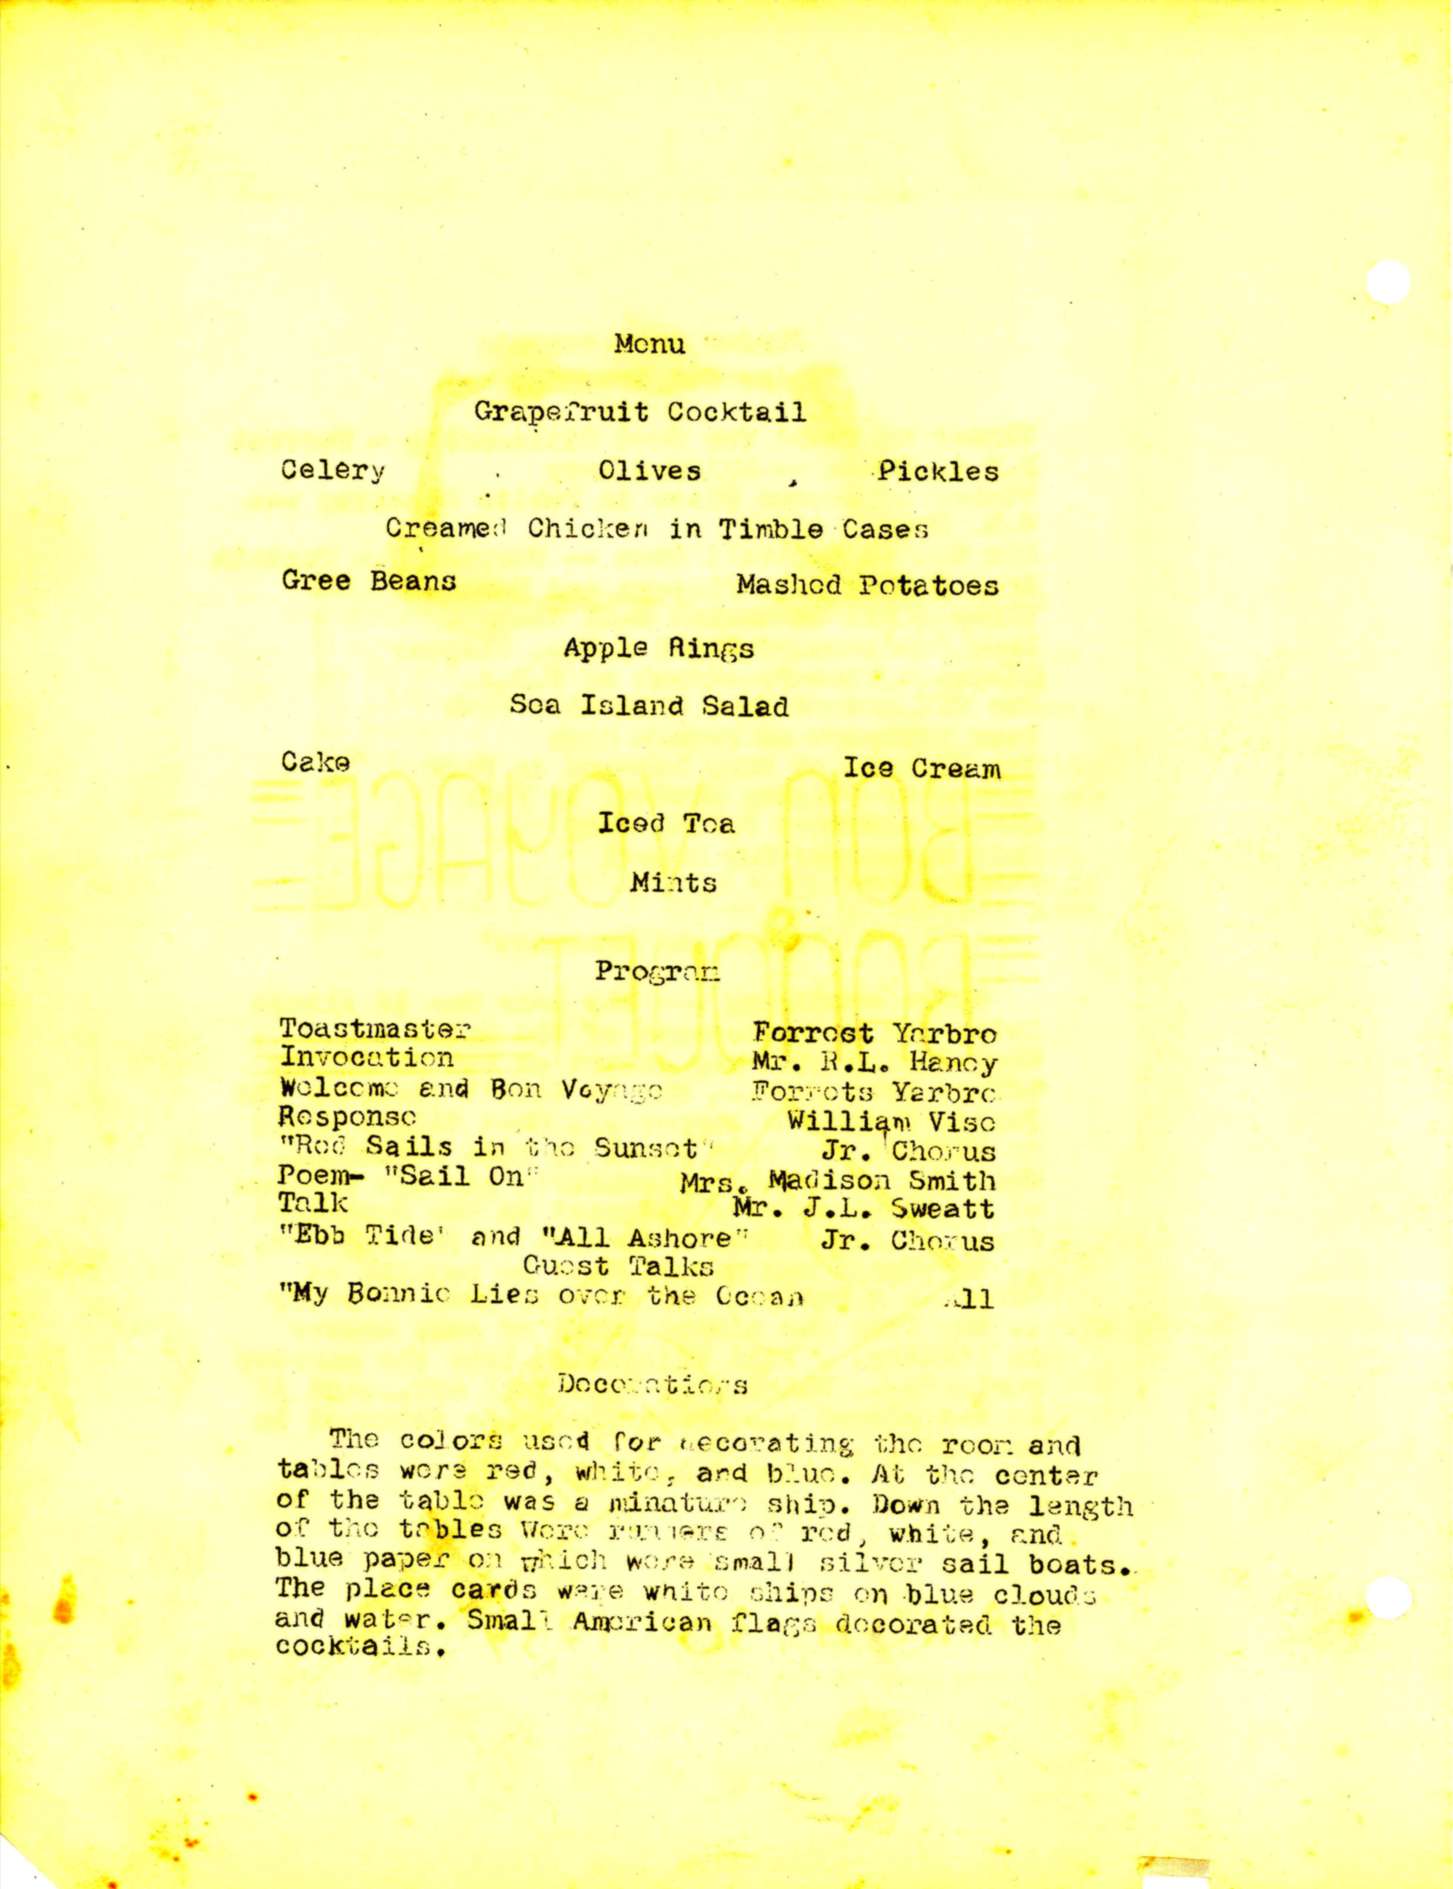 Menu
Grapefruit Cocktail
Celery Olives Pickles
Creamed Chicken in Timble Cases
Gree Beans Mashed Potatoes
Apple Rings
Sea Island Salad
Cake Ice Cream
Iced Tea
Mints
Program
Toastmaster Forrest Yarbro
Invocation Mr. R.L. Haney
Welcome and Bon Voyage Forrets Yarbro
Response William Vise
"Red Sails in the Sunset" Jr. Chorus
Poem- "Sail On" Mrs. Madison Smith
Talk Mr. J.L. Sweatt
"Ebb Tide' and "All Ashore" Jr. Chorus
Guest Talks
"My Bonnie Lies over the Ocean All
Decorations
The colors used for decorating the room and
tables were red, white, and blue. At the center
of the table was a minature ship. Down the length
of the tables Were runners of red, white, and
blue paper on which were small silver sail boats.
The place cards were white ships on blue clouds
and water. Small American flags decorated the
cocktails.
BON VOYAGE
BOUQUET